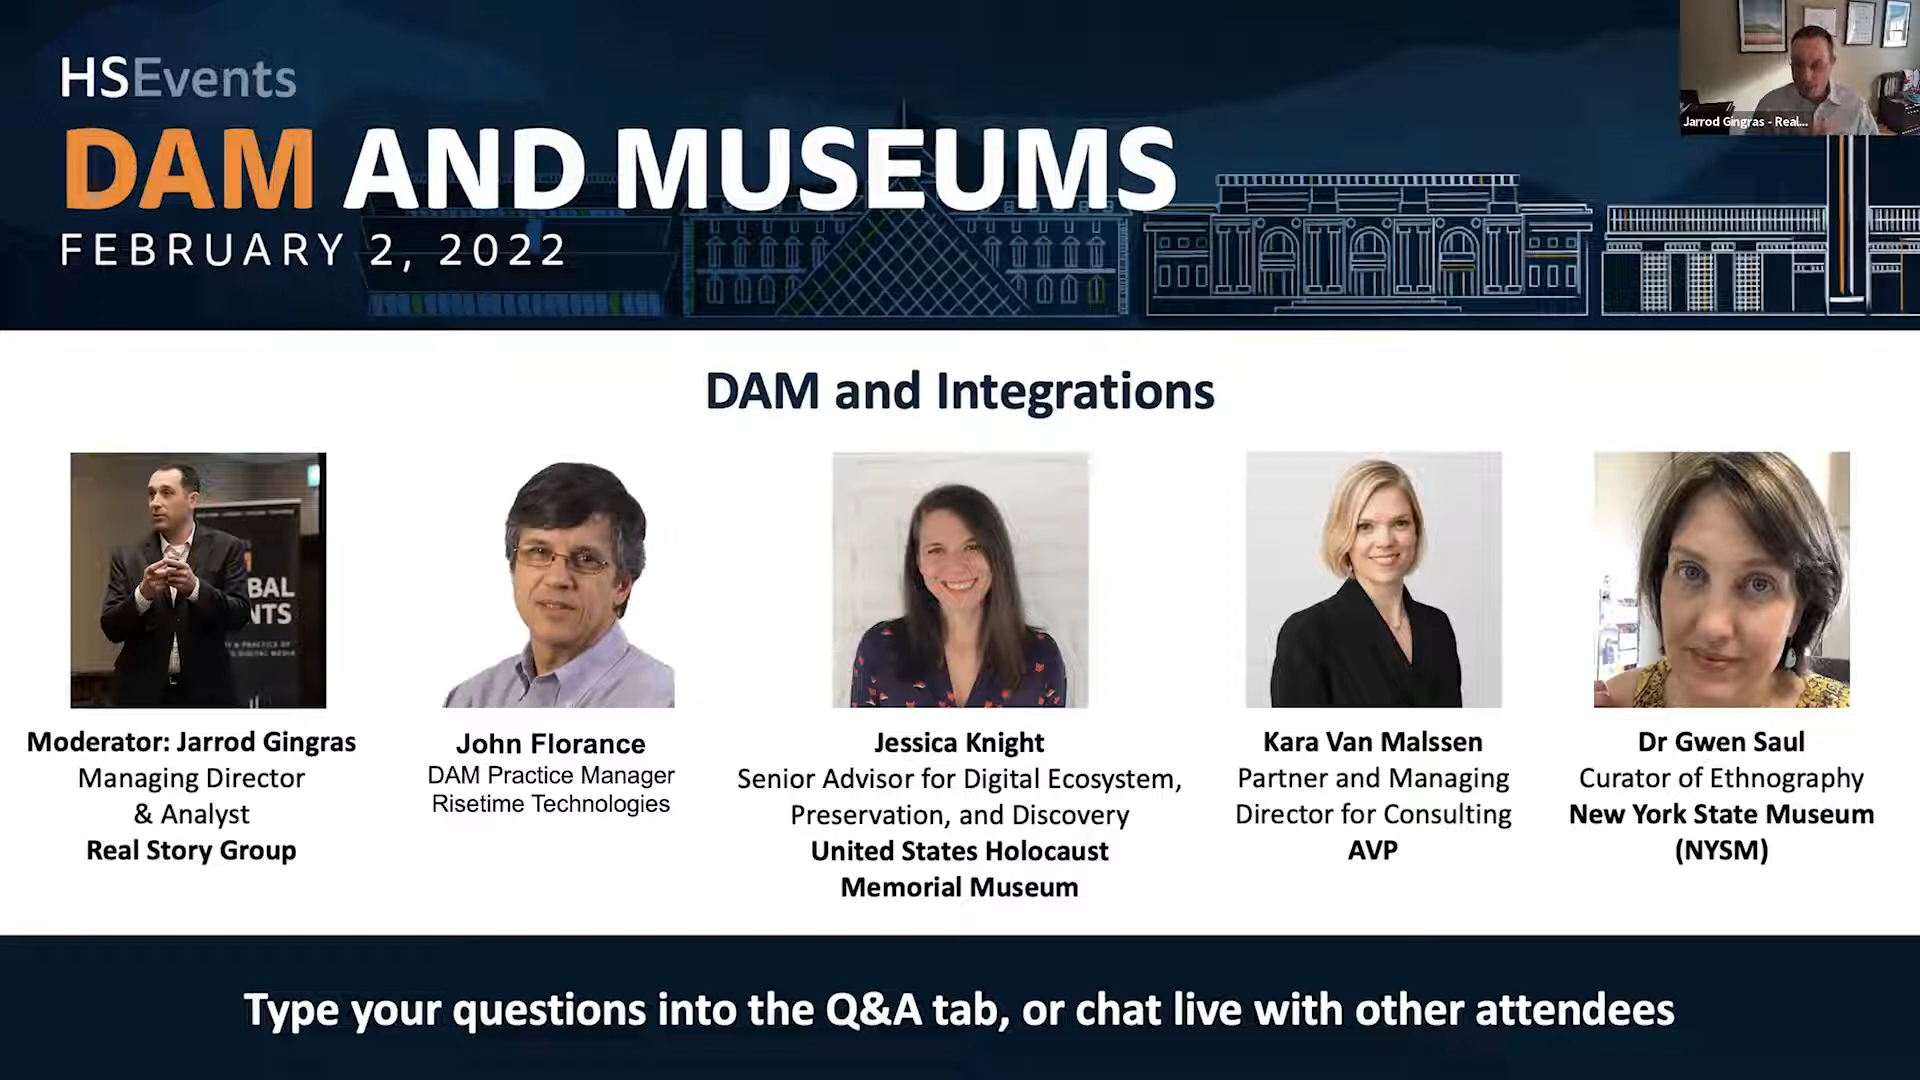 HSEvents
DAM AND MUSEUMS
FEBRUARY 2, 2022
Jarrod Gingras - Real...
DAM and Integrations
BAL
NTS
Moderator: Jarrod Gingras
Managing Director
& Analyst
Real Story Group
John Florance
DAM Practice Manager
Risetime Technologies
Jessica Knight
Senior Advisor for Digital Ecosystem,
Preservation, and Discovery
United States Holocaust
Memorial Museum
Kara Van Malssen
Partner and Managing
Director for Consulting
AVP
Dr Gwen Saul
Curator of Ethnography
New York State Museum
(NYSM)
Type your questions into the Q&A tab, or chat live with other attendees